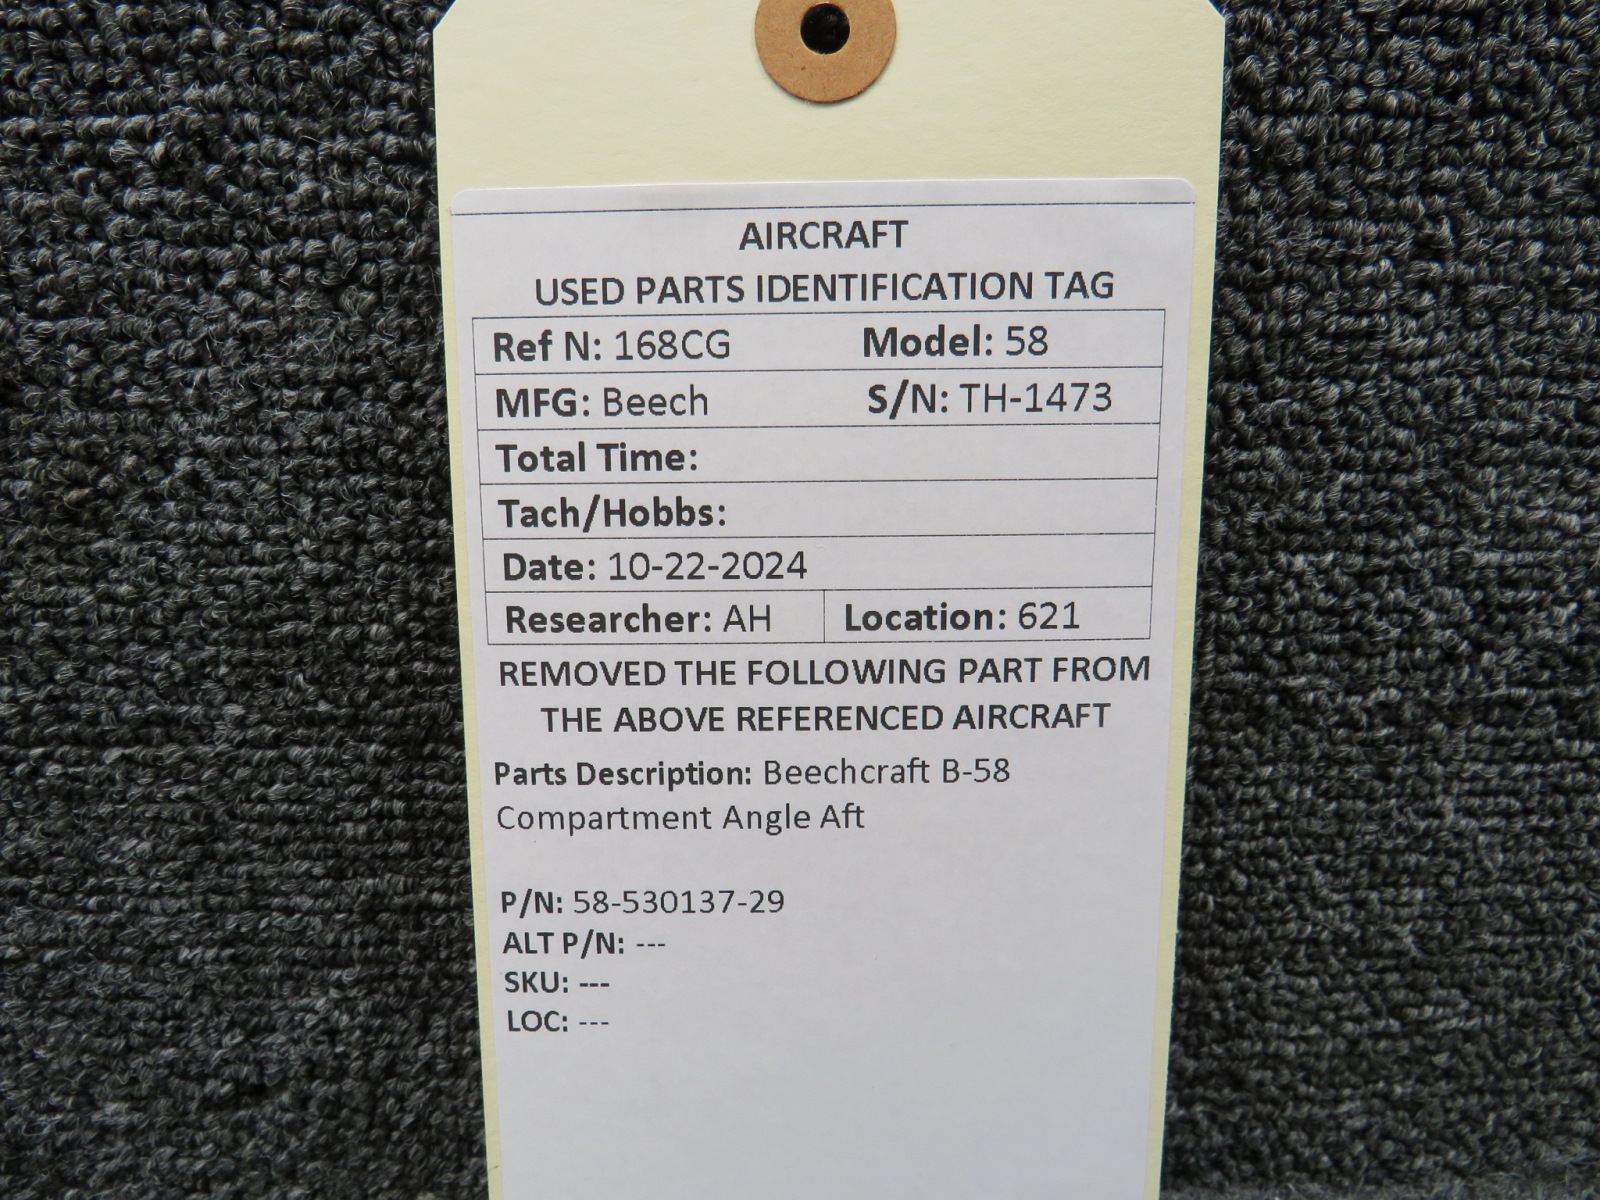 AIRCRAFT
USED PARTS IDENTIFICATION TAG
Ref N: 168CG Model: 58
MFG: Beech S/N: TH-1473
Total Time:
Tach/Hobbs:
Date: 10-22-2024
Researcher: AH Location: 621
REMOVED THE FOLLOWING PART FROM
THE ABOVE REFERENCED AIRCRAFT
Parts Description: Beechcraft B-58
Compartment Angle Aft
P/N: 58-530137-29
ALT P/N: ---
SKU: ---
LOC: ---